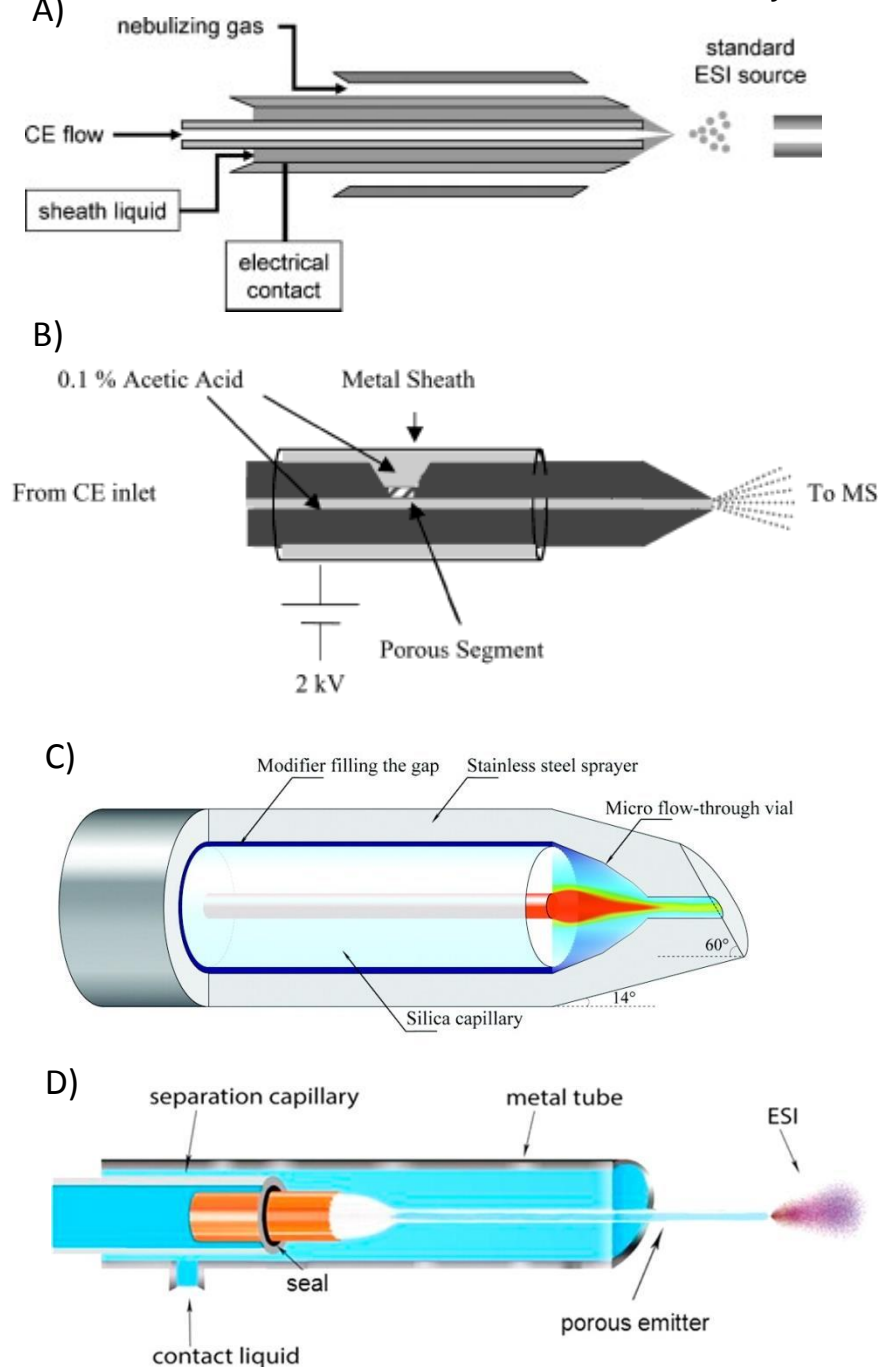 A)
nebulizing gas
standard
ESI source
CE flow
sheath liquid
electrical
contact
B)
0.1 % Acetic Acid
Metal Sheath
From CE inlet
To MS
Porous Segment
2 kV
C)
Modifier filling the gap
Stainless steel sprayer
Micro flow-through vial
60°
14°
Silica capillary
D)
separation capillary
metal tube
ESI
seal
porous emitter
contact liquid